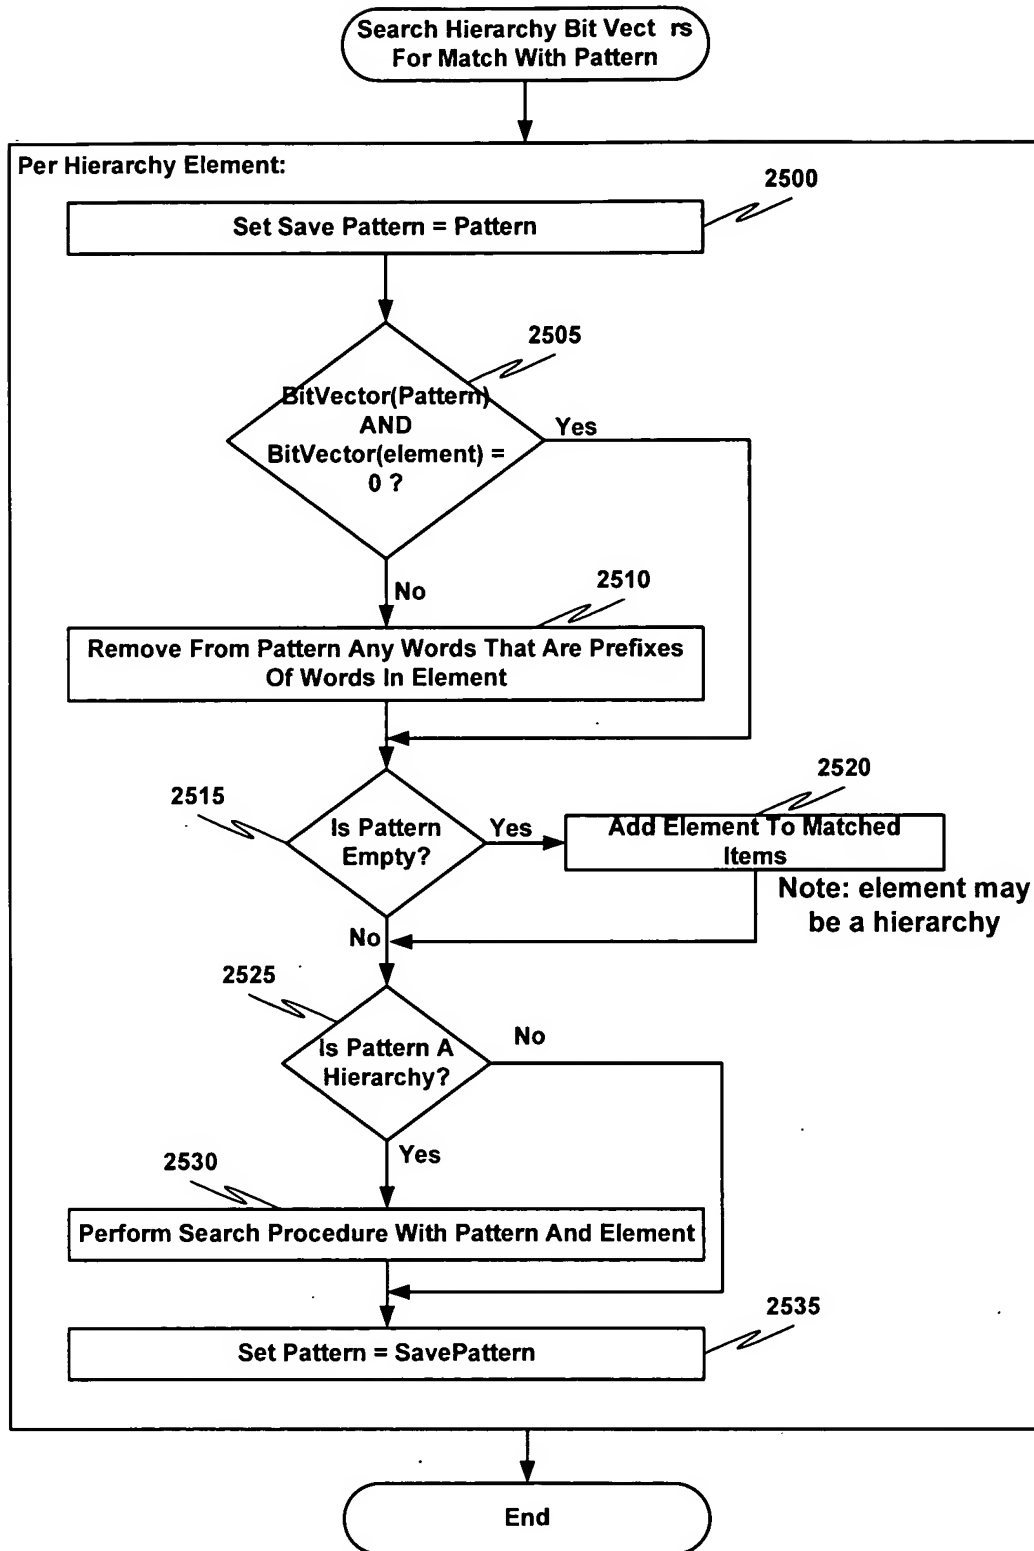 Search Hierarchy Bit Vect rs
For Match With Pattern
Per Hierarchy Element:
2500
Set Save Pattern = Pattern
2505
BitVector(Pattern)
AND
BitVector(element) =
0 ?
Yes
No
2510
Remove From Pattern Any Words That Are Prefixes
Of Words In Element
2515
Is Pattern
Empty?
Yes
2520
Add Element To Matched
Items
Note: element may
be a hierarchy
No
2525
Is Pattern A
Hierarchy?
No
Yes
2530
Perform Search Procedure With Pattern And Element
2535
Set Pattern = SavePattern
End